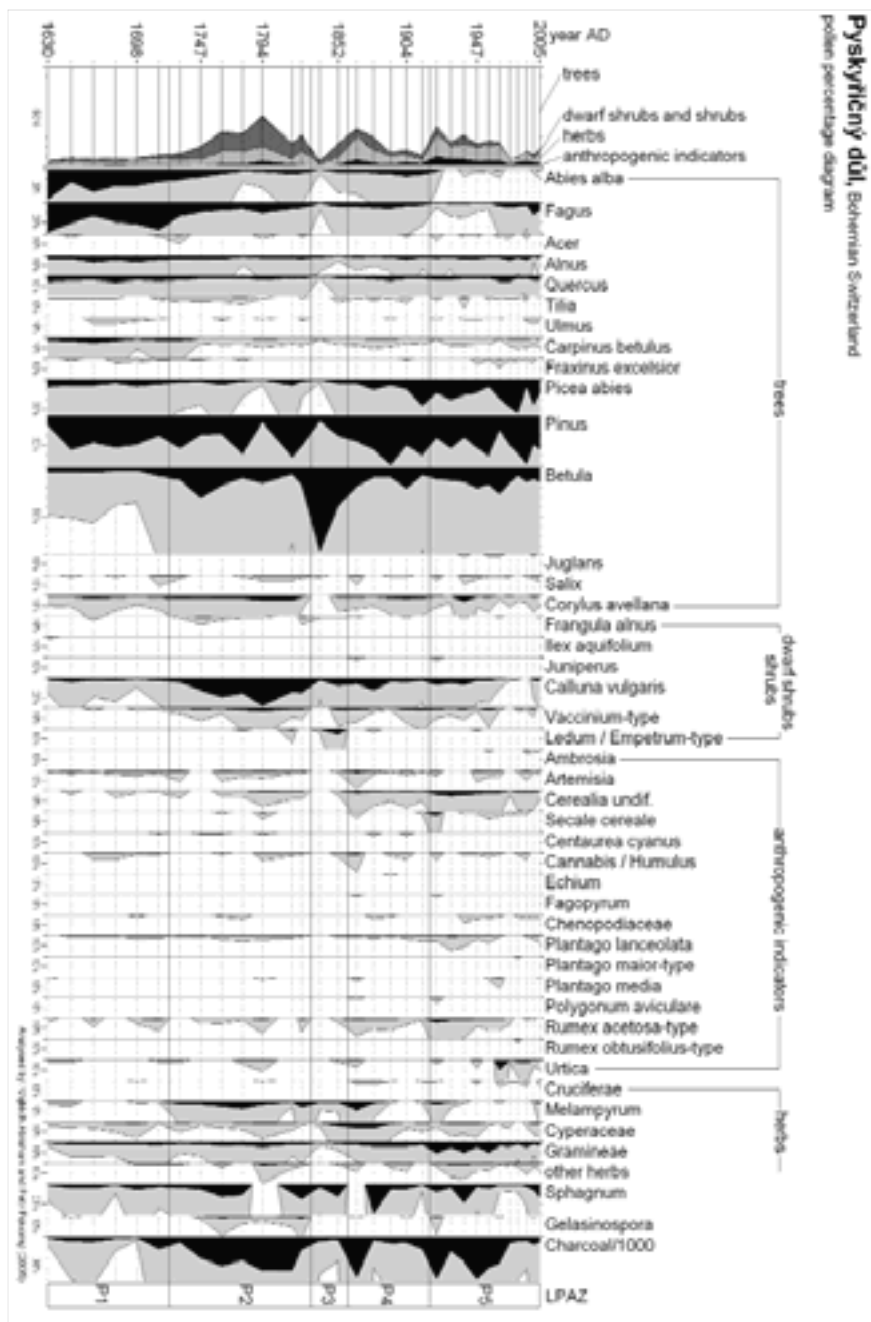 Pyskyřičný důl, Bohemian Switzerland
pollen percentage diagram
1630
1698
1747
1794
1852
1904
1947
2005
year AD
trees
dwarf shrubs and shrubs
herbs
anthropogenic indicators
Abies alba
Fagus
Acer
Alnus
Quercus
Tilia
Ulmus
Carpinus betulus
Fraxinus excelsior
Picea abies
Pinus
Betula
Juglans
Salix
Corylus avellana
Frangula alnus
Ilex aquifolium
Juniperus
Calluna vulgaris
Vaccinium-type
Ledum / Empetrum-type
Ambrosia
Artemisia
Cerealia undif.
Secale cereale
Centaurea cyanus
Cannabis / Humulus
Echium
Fagopyrum
Chenopodiaceae
Plantago lanceolata
Plantago maior-type
Plantago media
Polygonum aviculare
Rumex acetosa-type
Rumex obtusifolius-type
Urtica
Cruciferae
Melampyrum
Cyperaceae
Gramineae
other herbs
Sphagnum
Gelasinospora
Charcoal/1000
LPAZ
trees
dwarf shrubs
shrubs
anthropogenic indicators
herbs
P1
P2
P3
P4
P5
Analysed by: